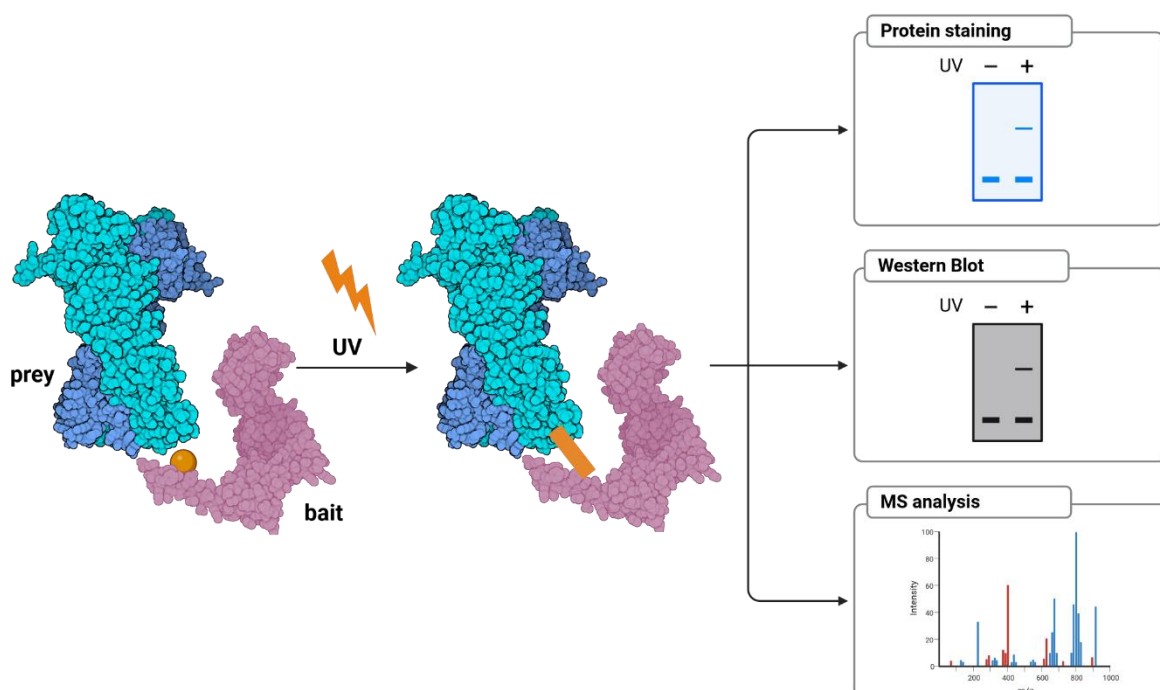 Protein staining
UV − +
Western Blot
UV − +
prey
UV
bait
MS analysis
Intensity
100
80
60
40
20
0
200 400 600 800 1000